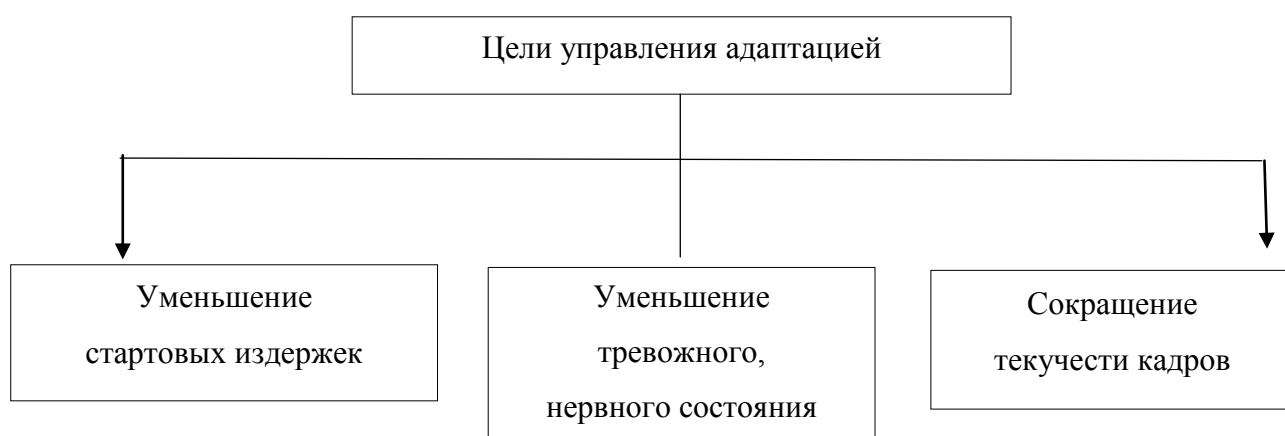 Цели управления адаптацией
Уменьшение
стартовых издержек
Уменьшение
тревожного,
нервного состояния
Сокращение
текучести кадров